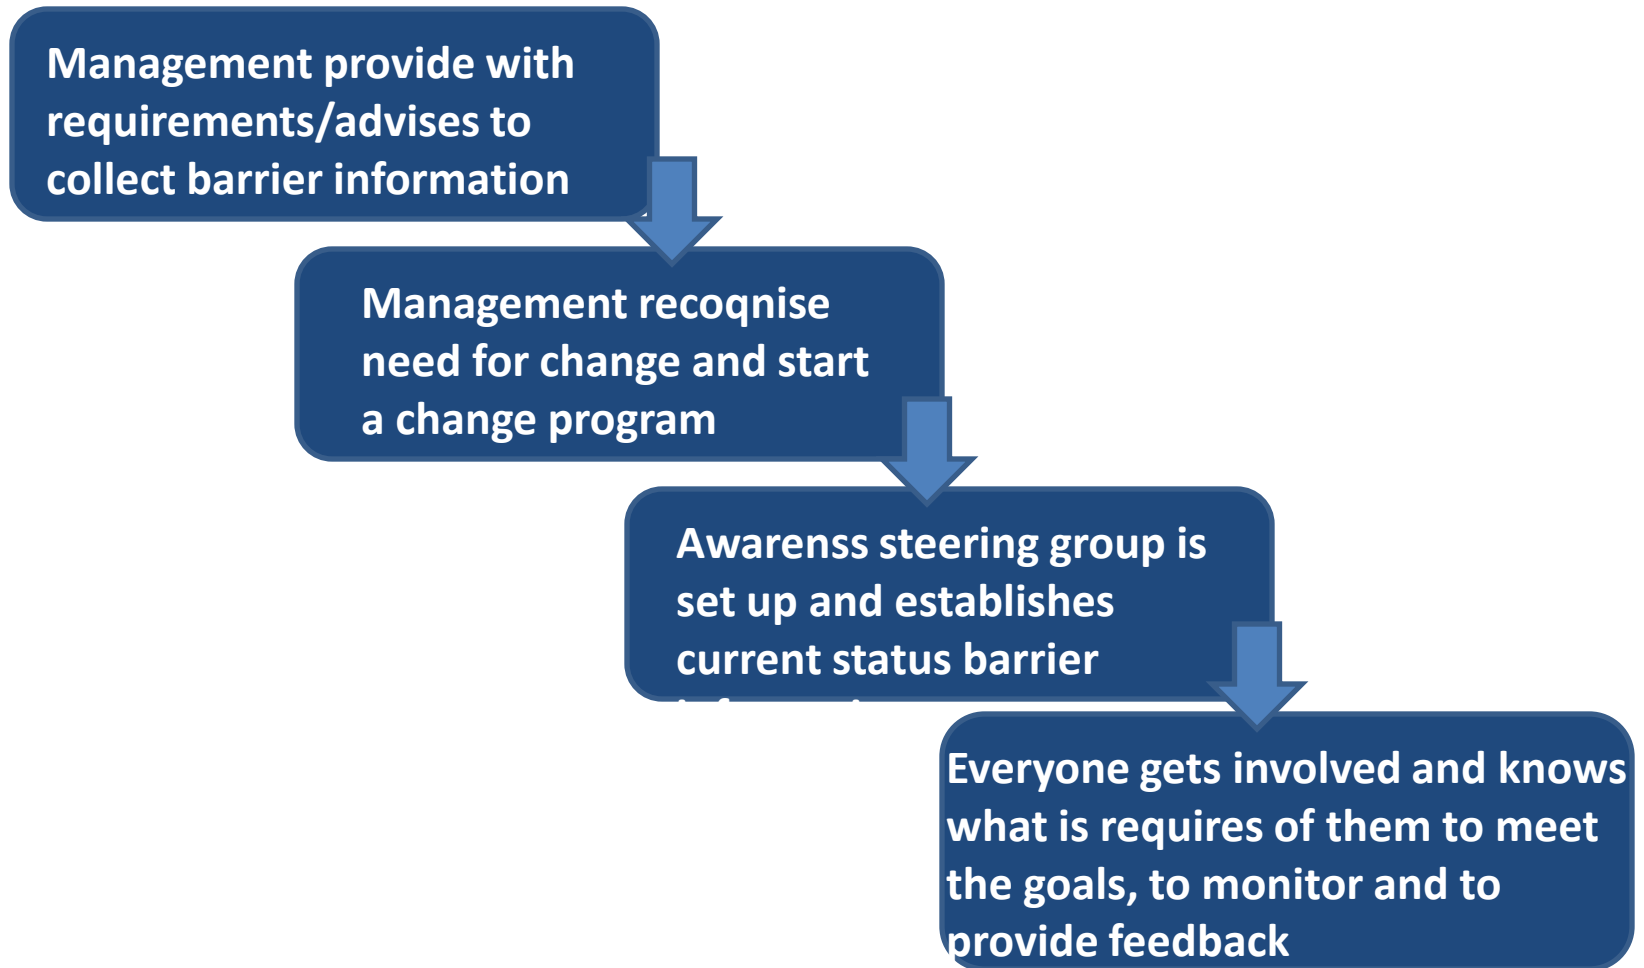 Management provide with
requirements/advises to
collect barrier information
Management recoqnise
need for change and start
a change program
Awarenss steering group is
set up and establishes
current status barrier
Everyone gets involved and knows
what is requires of them to meet
the goals, to monitor and to
provide feedback